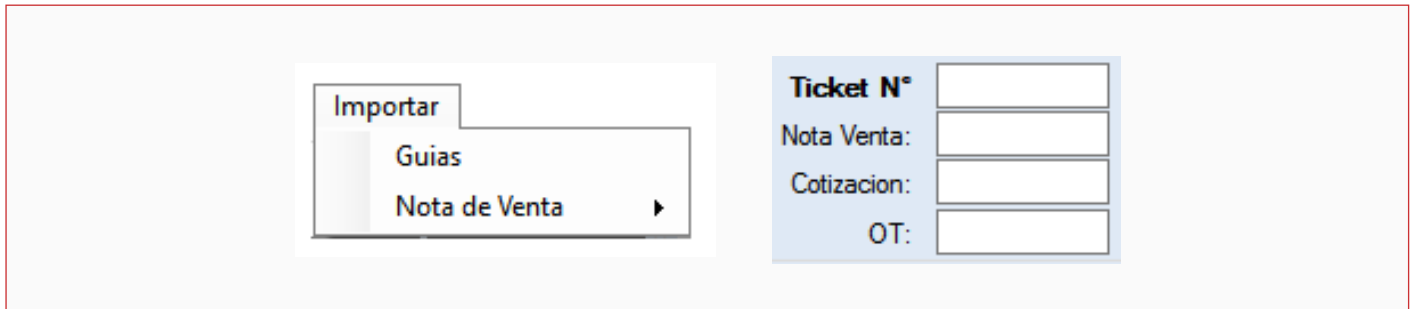 Importar
Guias
Nota de Venta
Ticket N°
Nota Venta:
Cotizacion:
OT: